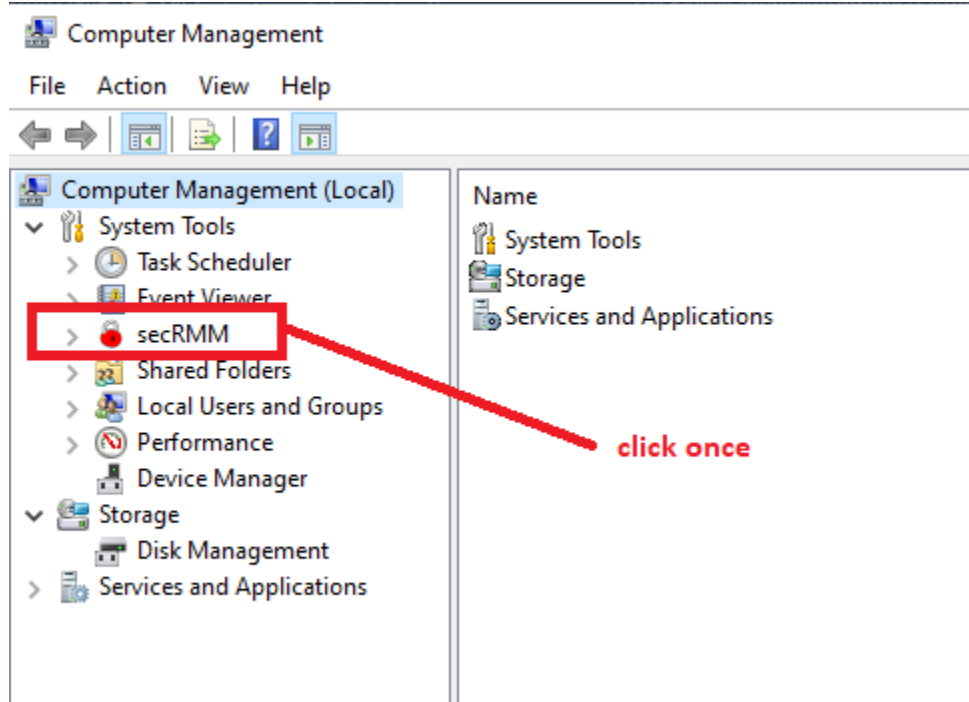 Computer Management
File Action View Help
Computer Management (Local)
System Tools
Task Scheduler
Event Viewer
secRMM
Shared Folders
Local Users and Groups
Performance
Device Manager
Storage
Disk Management
Services and Applications
Name
System Tools
Storage
Services and Applications
click once